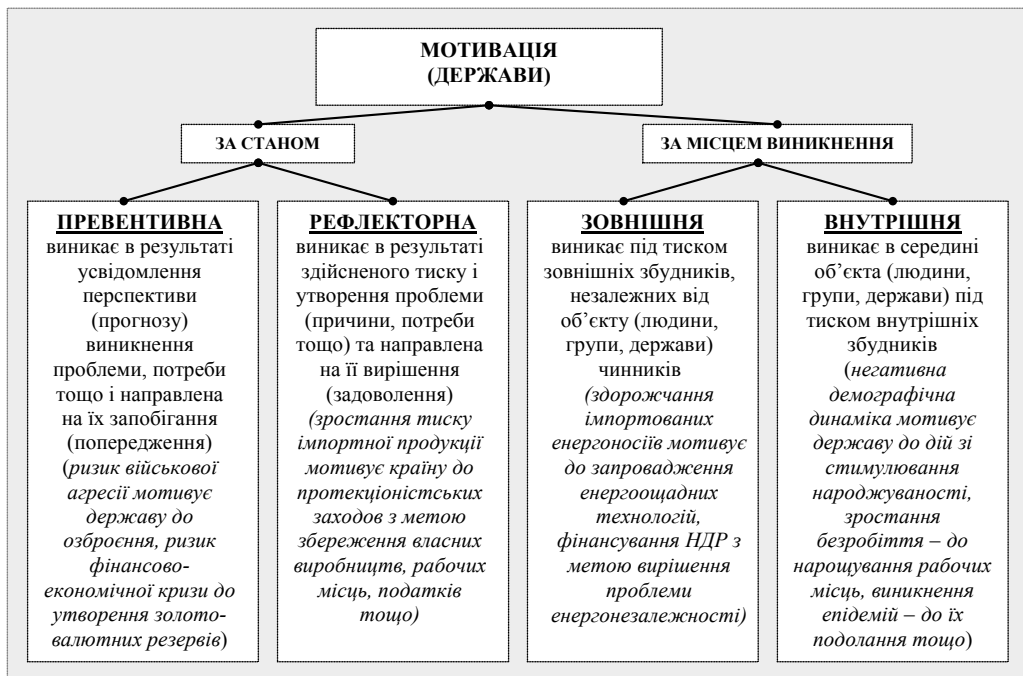 МОТИВАЦІЯ
(ДЕРЖАВИ)
ЗА СТАНОМ
ЗА МІСЦЕМ ВИНИКНЕННЯ
ПРЕВЕНТИВНА
виникає в результаті
усвідомлення
перспективи
(прогнозу)
виникнення
проблеми, потреби
тощо і направлена
на їх запобігання
(попередження)
(ризик військової
агресії мотивує
державу до
озброєння, ризик
фінансово-
економічної кризи до
утворення золото-
валютних резервів)
РЕФЛЕКТОРНА
виникає в результаті
здійсненого тиску і
утворення проблеми
(причини, потреби
тощо) та направлена
на її вирішення
(задоволення)
(зростання тиску
імпортної продукції
мотивує країну до
протекціоністських
заходов з метою
збереження власних
виробництв, рабочих
місць, податків
тощо)
ЗОВНІШНЯ
виникає під тиском
зовнішніх збудників,
незалежних від
об’єкту (людини,
групи, держави)
чинників
(здорожчання
імпортованих
енергоносіїв мотивує
до запровадження
енергоощадних
технологій,
фінансування НДР з
метою вирішення
проблеми
енергонезалежності)
ВНУТРІШНЯ
виникає в середині
об’єкта (людини,
групи, держави) під
тиском внутрішніх
збудників
(негативна
демографічна
динаміка мотивує
державу до дій зі
стимулювання
народжуваності,
зростання
безробіття – до
нарощування рабочих
місць, виникнення
епідемій – до їх
подолання тощо)